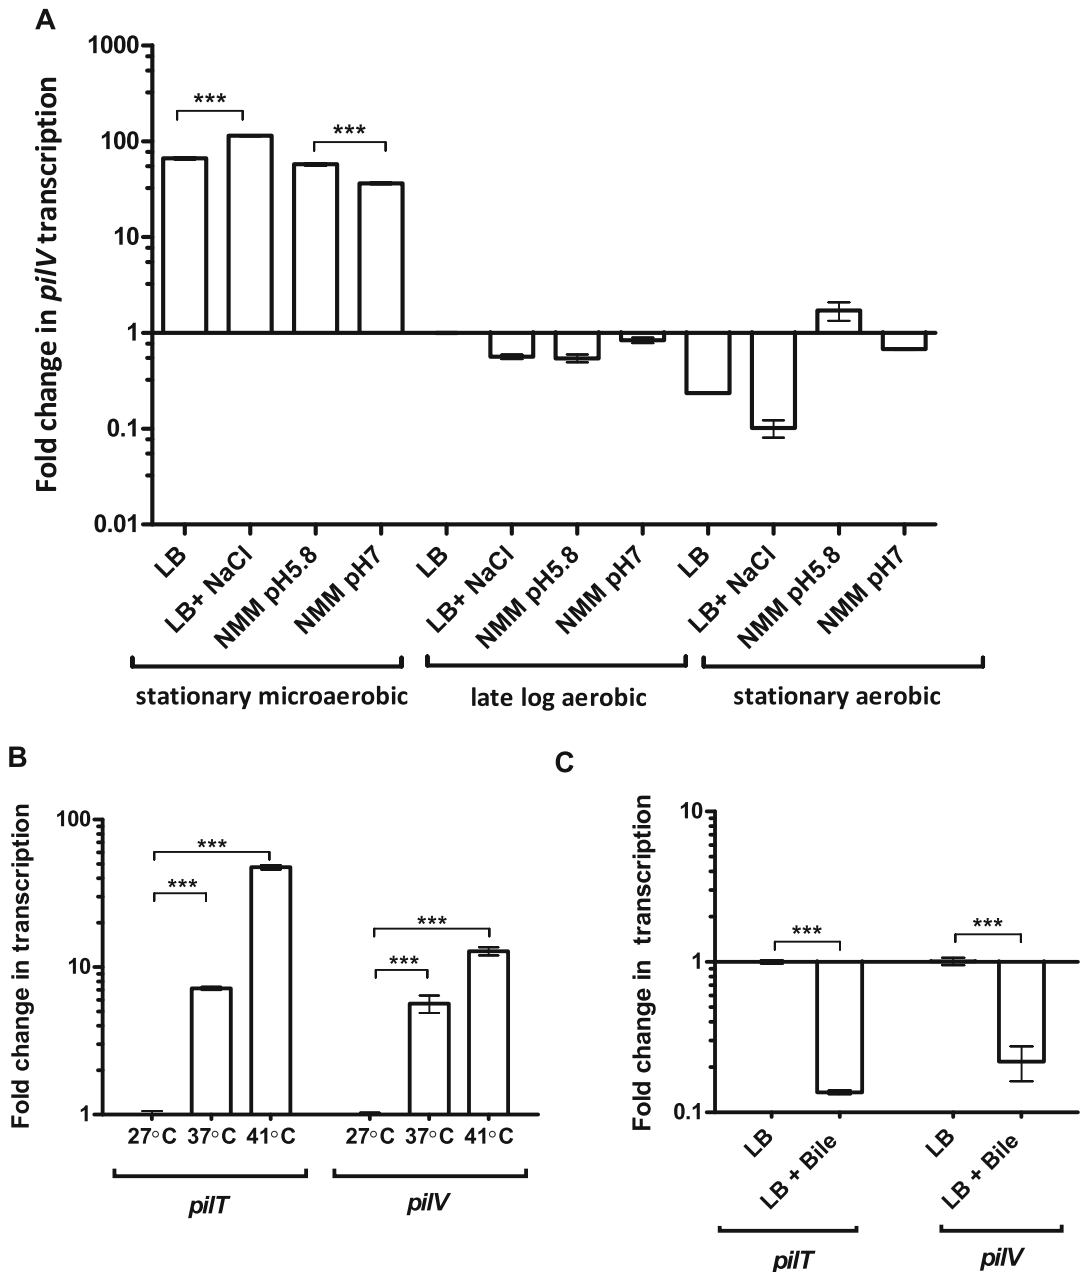 A
Fold change in pilV transcription
1000
100
10
1
0.1
0.01
***
***
LB
LB+ NaCl
NMM pH5.8
NMM pH7
LB
LB+ NaCl
NMM pH5.8
NMM pH7
LB
LB+ NaCl
NMM pH5.8
NMM pH7
stationary microaerobic
late log aerobic
stationary aerobic
B
Fold change in transcription
100
10
1
***
***
***
***
27°C 37°C 41°C
27°C 37°C 41°C
pilT
pilV
C
Fold change in transcription
10
1
0.1
***
***
LB
LB + Bile
LB
LB + Bile
pilT
pilV